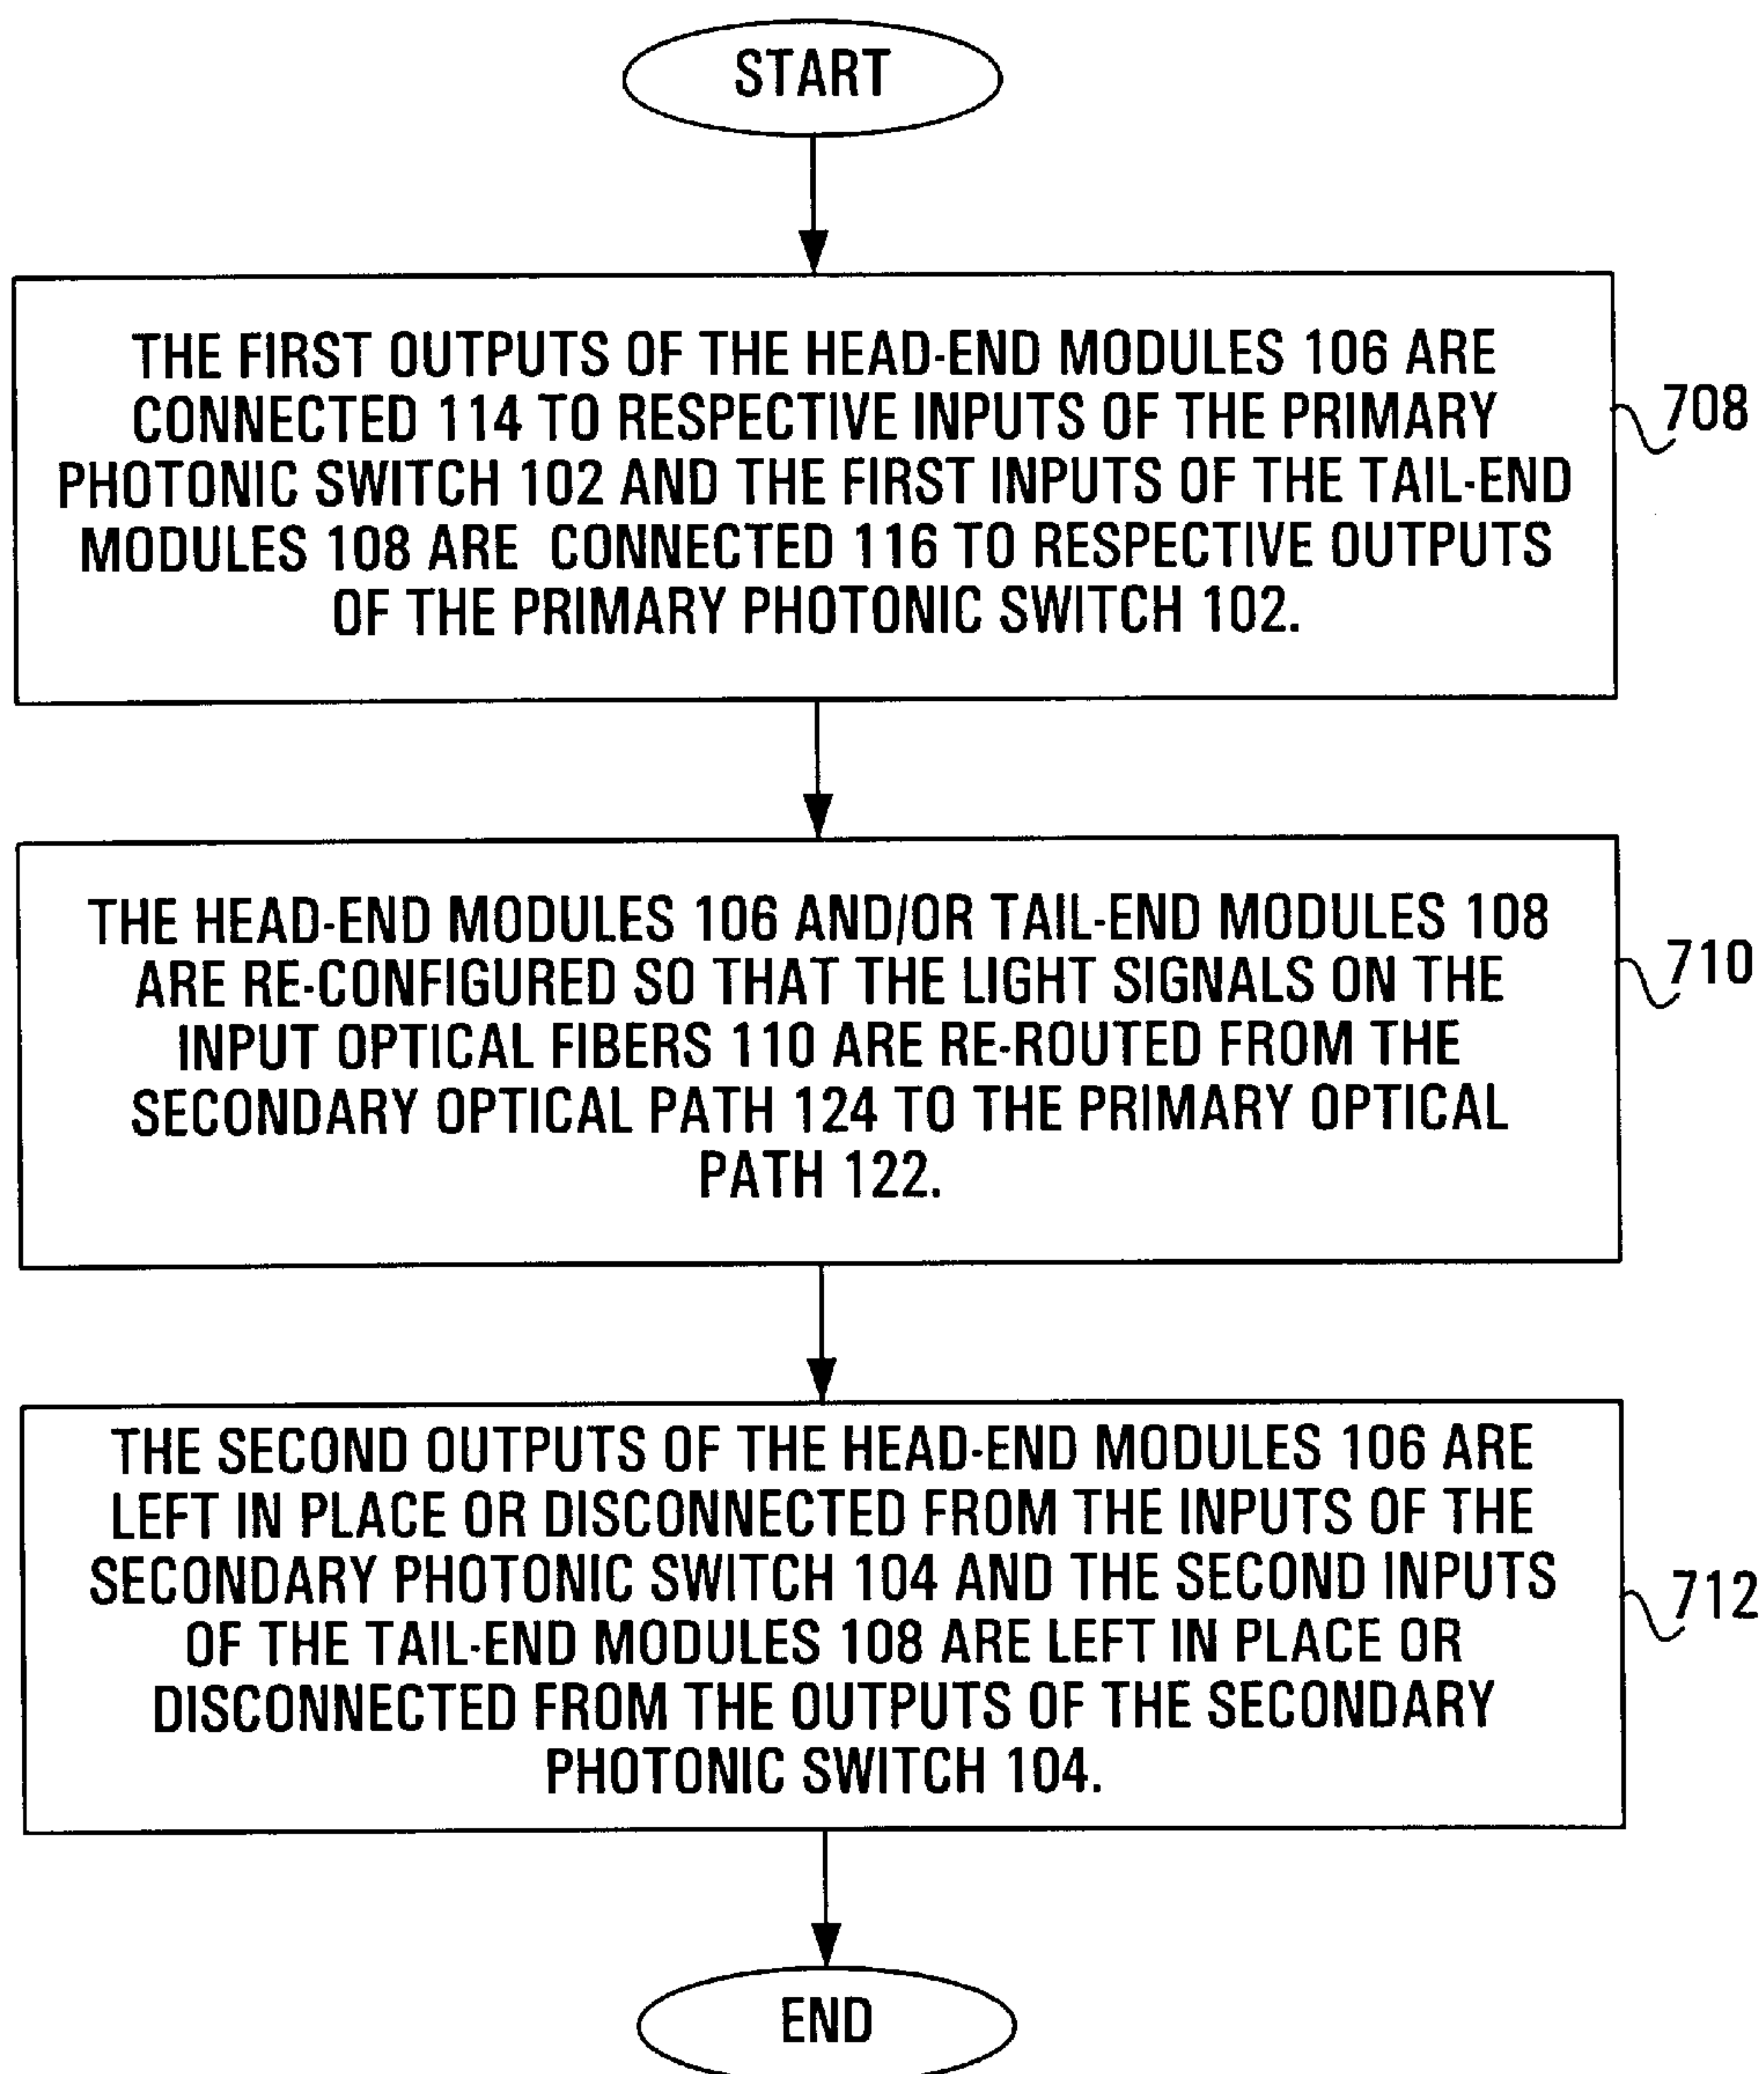 START
THE FIRST OUTPUTS OF THE HEAD-END MODULES 106 ARE
CONNECTED 114 TO RESPECTIVE INPUTS OF THE PRIMARY
PHOTONIC SWITCH 102 AND THE FIRST INPUTS OF THE TAIL-END
MODULES 108 ARE CONNECTED 116 TO RESPECTIVE OUTPUTS
OF THE PRIMARY PHOTONIC SWITCH 102.
708
THE HEAD-END MODULES 106 AND/OR TAIL-END MODULES 108
ARE RE-CONFIGURED SO THAT THE LIGHT SIGNALS ON THE
INPUT OPTICAL FIBERS 110 ARE RE-ROUTED FROM THE
SECONDARY OPTICAL PATH 124 TO THE PRIMARY OPTICAL
PATH 122.
710
THE SECOND OUTPUTS OF THE HEAD-END MODULES 106 ARE
LEFT IN PLACE OR DISCONNECTED FROM THE INPUTS OF THE
SECONDARY PHOTONIC SWITCH 104 AND THE SECOND INPUTS
OF THE TAIL-END MODULES 108 ARE LEFT IN PLACE OR
DISCONNECTED FROM THE OUTPUTS OF THE SECONDARY
PHOTONIC SWITCH 104.
712
END